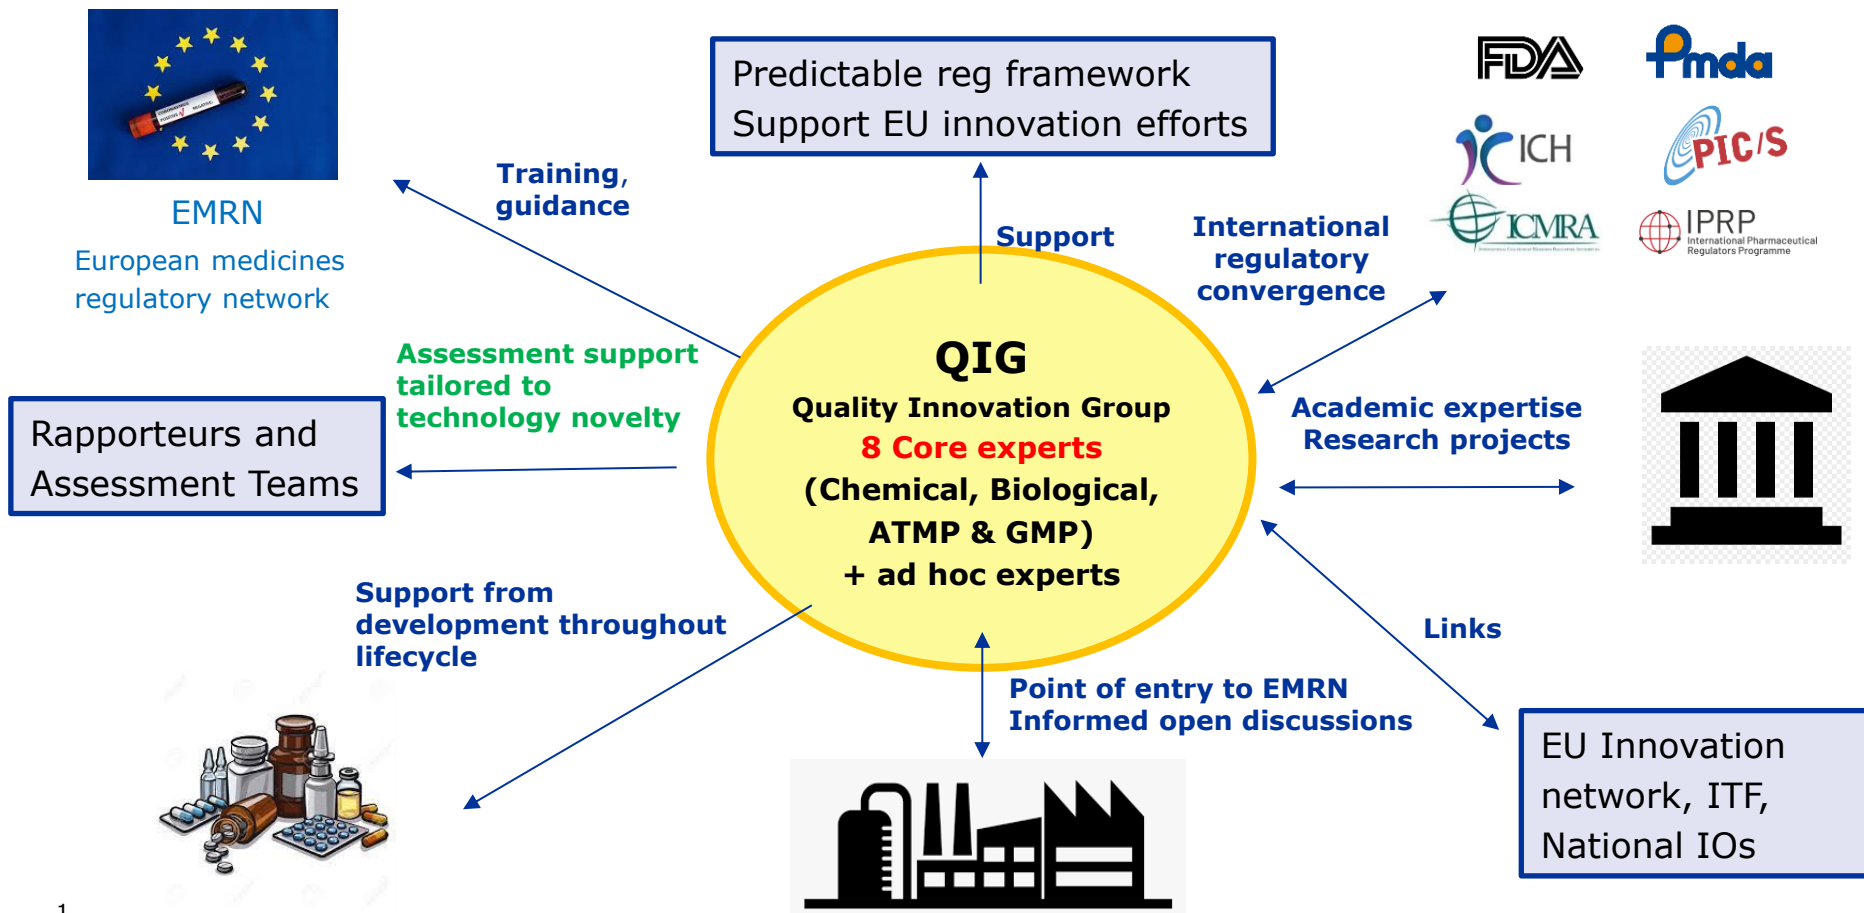 CORONAVIRUS
POSITIVE
NEGATIVE
EMRN
European medicines
regulatory network
Training,
guidance
Predictable reg framework
Support EU innovation efforts
Support
International
regulatory
convergence
FDA
Pmda
ICH
PIC/S
ICMRA
IPRP
International Pharmaceutical
Regulators Programme
Assessment support
tailored to
technology novelty
Rapporteurs and
Assessment Teams
QIG
Quality Innovation Group
8 Core experts
(Chemical, Biological,
ATMP & GMP)
+ ad hoc experts
Academic expertise
Research projects
Support from
development throughout
lifecycle
Links
Point of entry to EMRN
Informed open discussions
EU Innovation
network, ITF,
National IOs
1